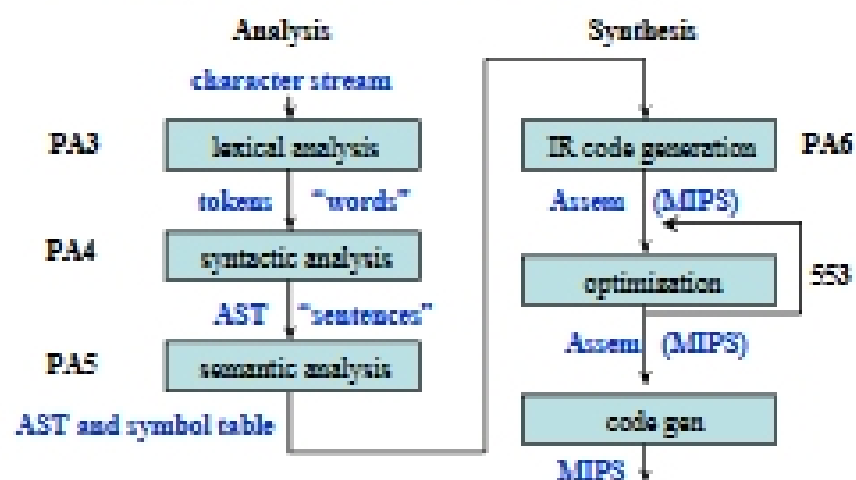 Analysis
character stream
PA3
lexical analysis
tokens "words"
PA4
syntactic analysis
AST "sentences"
PA5
semantic analysis
AST and symbol table
Synthesis
IR code generation
PA6
Assem (MIPS)
optimization
553
Assem (MIPS)
code gen
MIPS